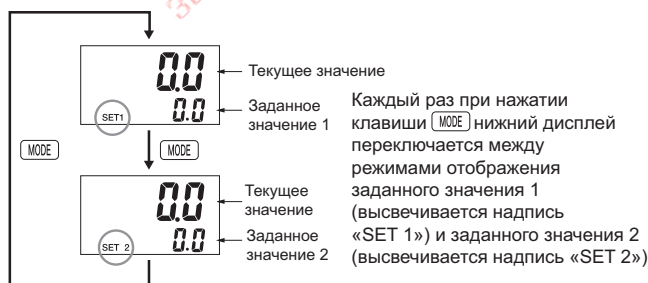 0.0
Текущее значение
SET1
0.0
Заданное
значение 1
MODE
MODE
0.0
Текущее
значение
SET 2
0.0
Заданное
значение 2
Каждый раз при нажатии
клавиши MODE нижний дисплей
переключается между
режимами отображения
заданного значения 1
(высвечивается надпись
«SET 1») и заданного значения 2
(высвечивается надпись «SET 2»)